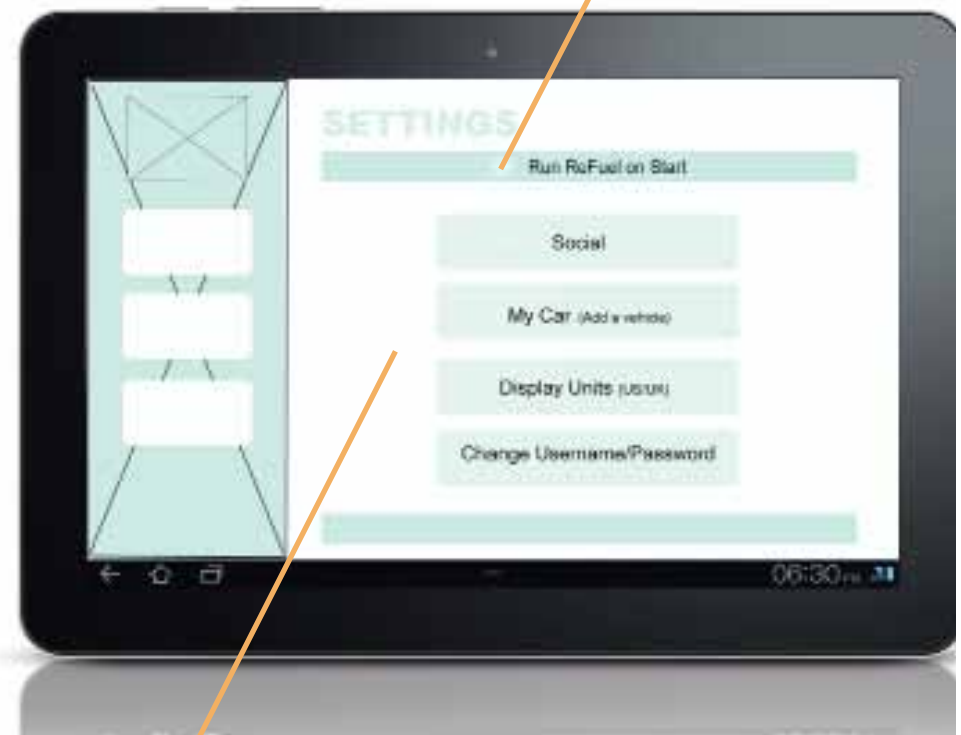 SETTINGS
Run ReFuel on Start
Social
My Car (Add a vehicle)
Display Units (US/UK)
Change Username/Password
06:30 PM